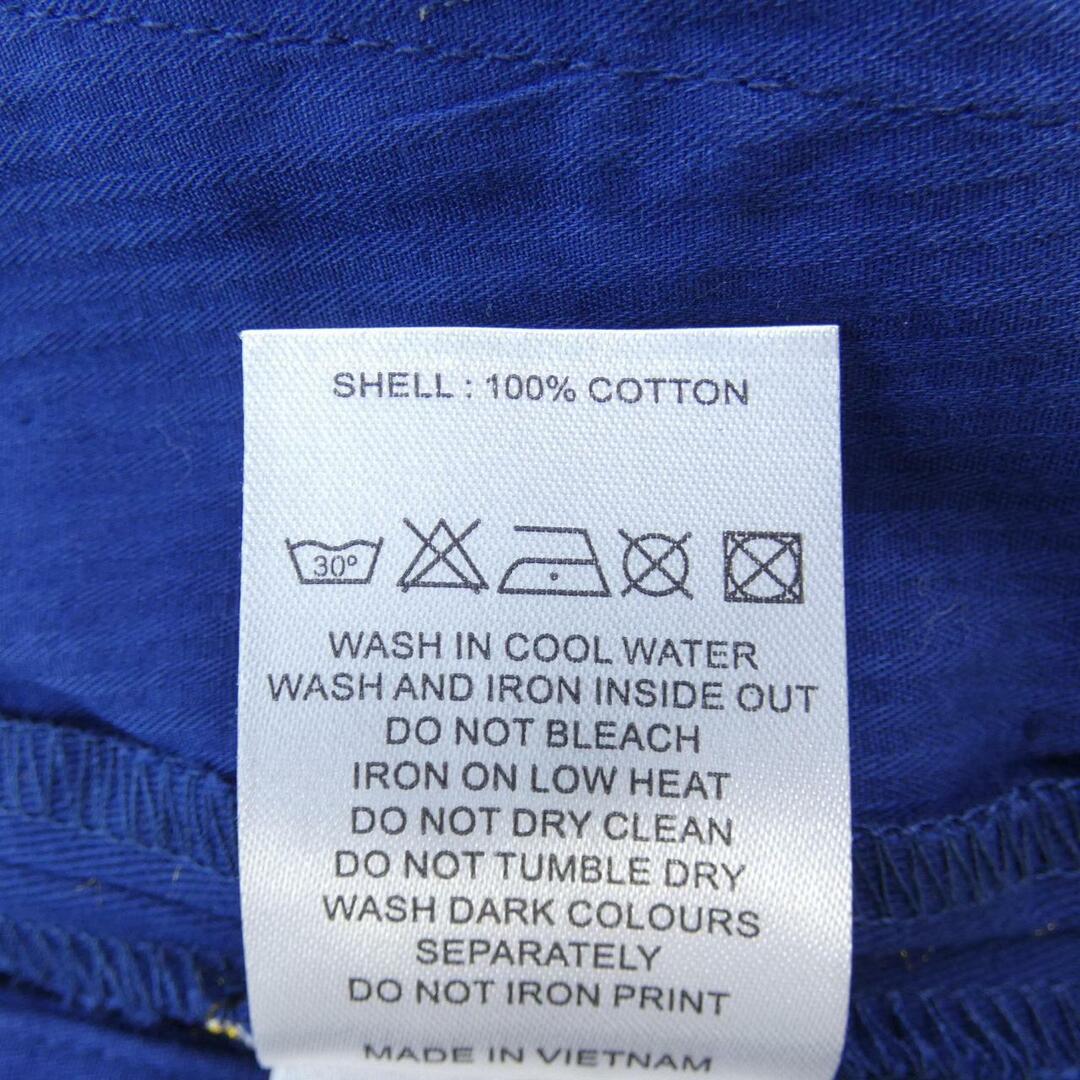 SHELL : 100% COTTON
30°
WASH IN COOL WATER
WASH AND IRON INSIDE OUT
DO NOT BLEACH
IRON ON LOW HEAT
DO NOT DRY CLEAN
DO NOT TUMBLE DRY
WASH DARK COLOURS
SEPARATELY
DO NOT IRON PRINT
MADE IN VIETNAM